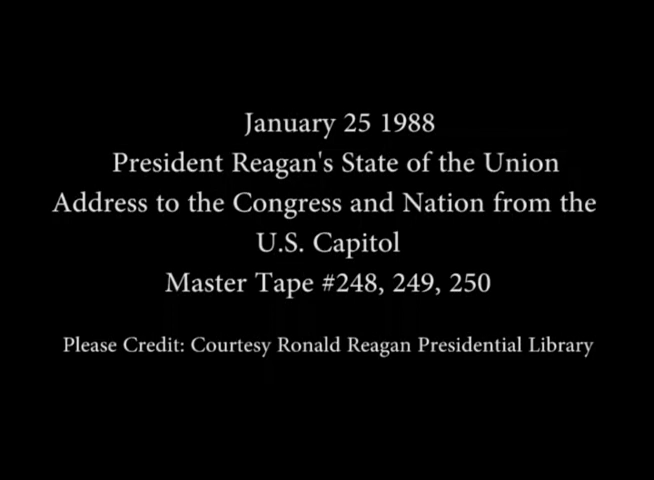 January 25 1988
President Reagan's State of the Union
Address to the Congress and Nation from the
U.S. Capitol
Master Tape #248, 249, 250
Please Credit: Courtesy Ronald Reagan Presidential Library